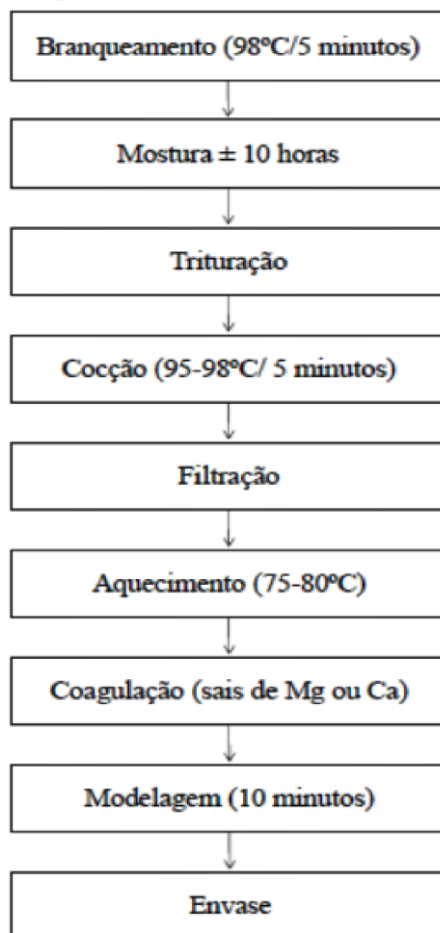 Branqueamento (98ºC/5 minutos)
Mostura ± 10 horas
Trituração
Cocção (95-98ºC/ 5 minutos)
Filtração
Aquecimento (75-80ºC)
Coagulação (sais de Mg ou Ca)
Modelagem (10 minutos)
Envase